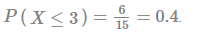 P(X ≤ 3) = 6/15 = 0.4.